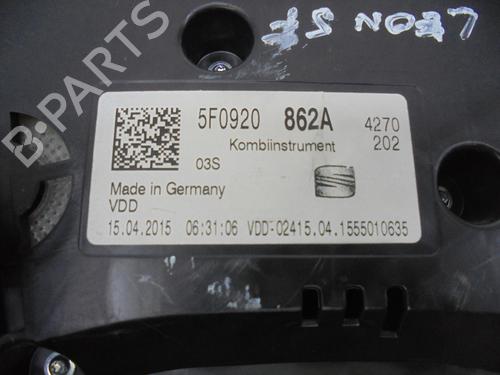 LEON 5F
B-PARTS
5F0920 862A 4270
Kombiinstrument 202
03S
Made in Germany
VDD
15.04.2015 06:31:06 VDD-02415.04.1555010635